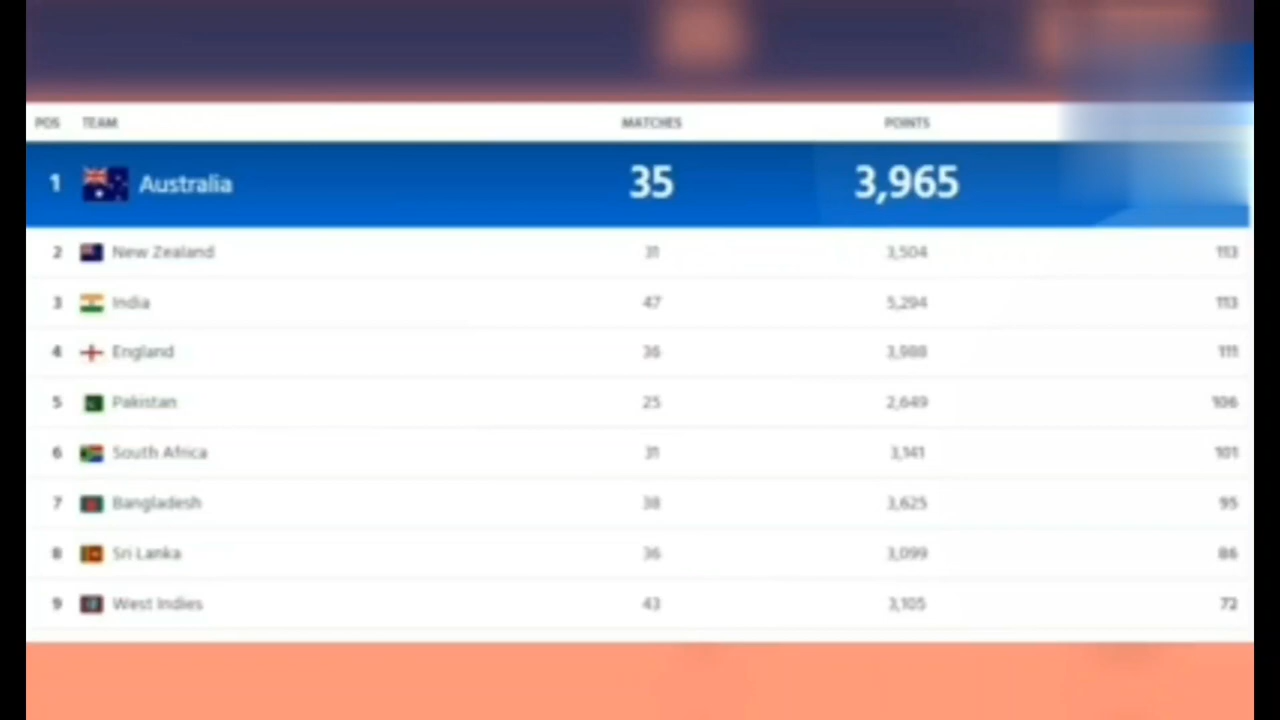 POS TEAM MATCHES POINTS
1 Australia 35 3,965
2 New Zealand 31 3,504 113
3 India 47 5,294 113
4 England 36 3,988 111
5 Pakistan 25 2,649 106
6 South Africa 31 3,141 101
7 Bangladesh 38 3,625 95
8 Sri Lanka 36 3,099 86
9 West Indies 43 3,105 72